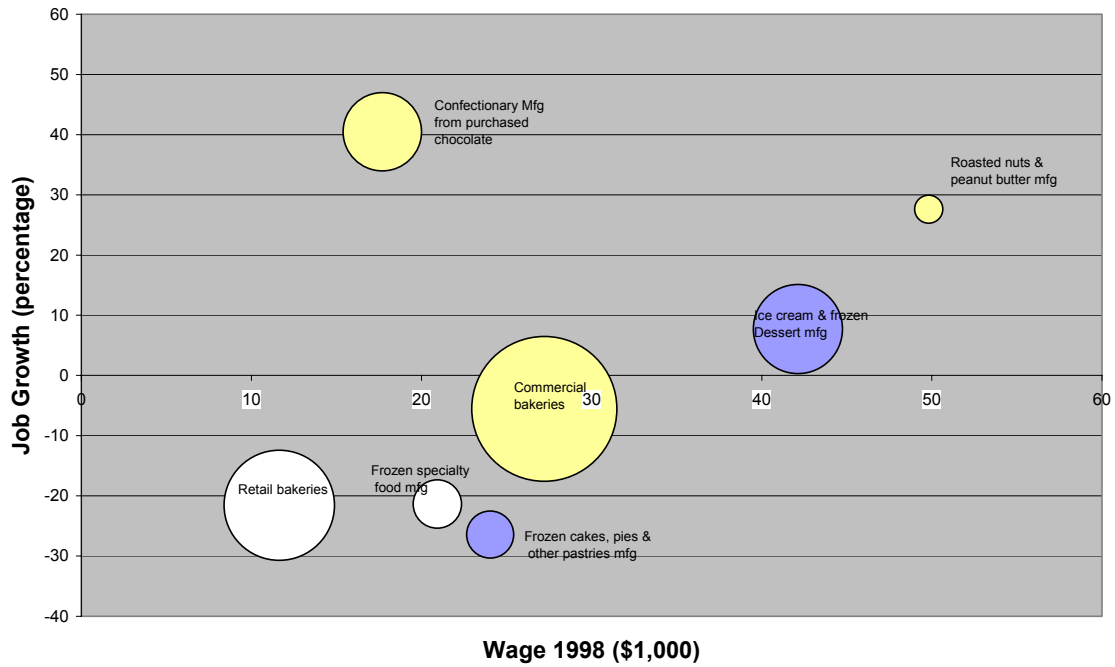 60
50
40
30
20
10
0
-10
-20
-30
-40
Job Growth (percentage)
0
10
20
30
40
50
60
Wage 1998 ($1,000)
Confectionary Mfg
from purchased
chocolate
Roasted nuts &
peanut butter mfg
Ice cream & frozen
Dessert mfg
Commercial
bakeries
Frozen specialty
food mfg
Retail bakeries
Frozen cakes, pies &
other pastries mfg